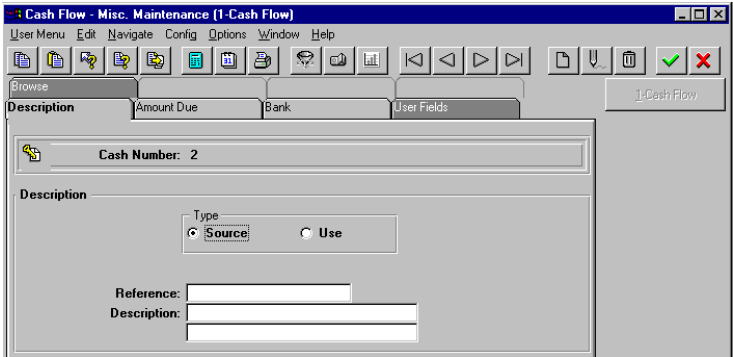 Cash Flow - Misc. Maintenance (1-Cash Flow)
User Menu Edit Navigate Config Options Window Help
Browse
1-Cash Flow
Description Amount Due Bank User Fields
Cash Number: 2
Description
Type
Source Use
Reference:
Description: